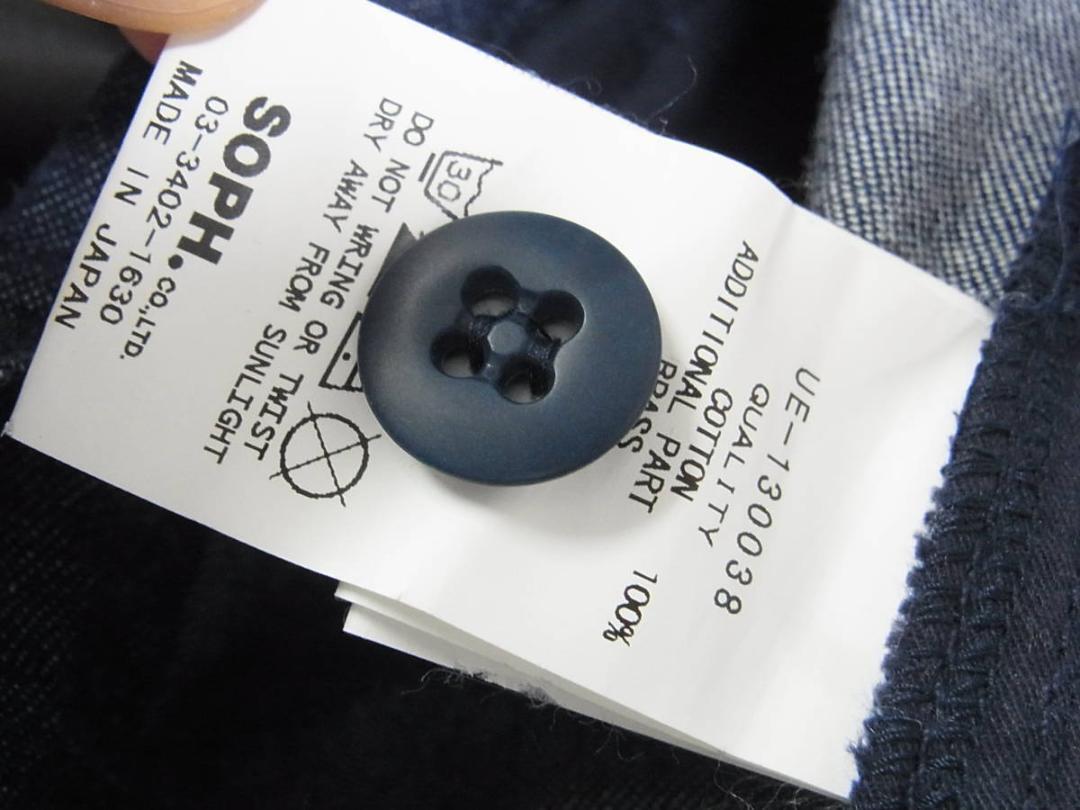 UE-130038
QUALITY
COTTON 100%
ADDITIONAL PART
BRASS
30
DO NOT WRING OR TWIST
DRY AWAY FROM SUNLIGHT
SOPH.CO.,LTD.
03-3402-1630
MADE IN JAPAN